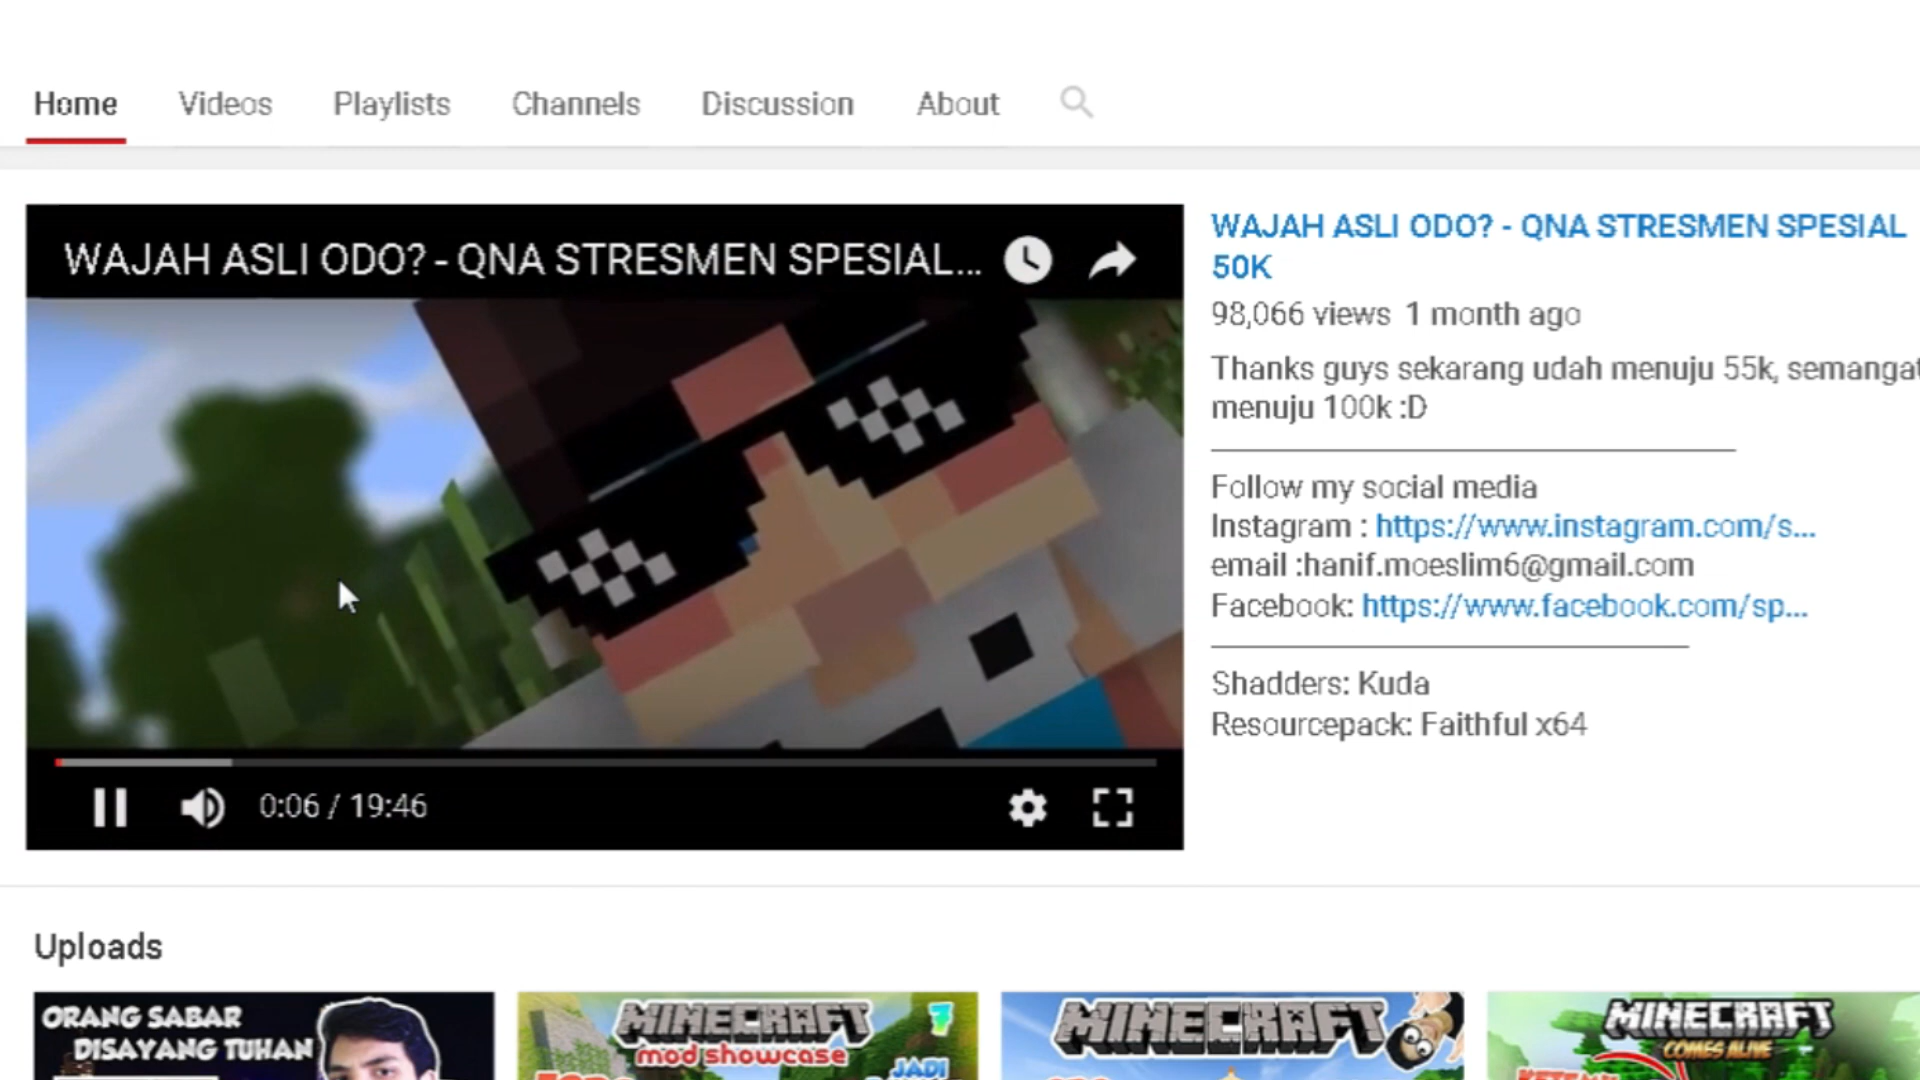 Home Videos Playlists Channels Discussion About
WAJAH ASLI ODO? - QNA STRESMEN SPESIAL...
WAJAH ASLI ODO? - QNA STRESMEN SPESIAL
50K
98,066 views 1 month ago
Thanks guys sekarang udah menuju 55k, semangat
menuju 100k :D
Follow my social media
Instagram : https://www.instagram.com/s...
email :hanif.moeslim6@gmail.com
Facebook: https://www.facebook.com/sp...
Shadders: Kuda
Resourcepack: Faithful x64
0:06 / 19:46
Uploads
ORANG SABAR
DISAYANG TUHAN
MINECRAFT 7
mod showcase
JADI
MINECRAFT
MINECRAFT
COMES ALIVE